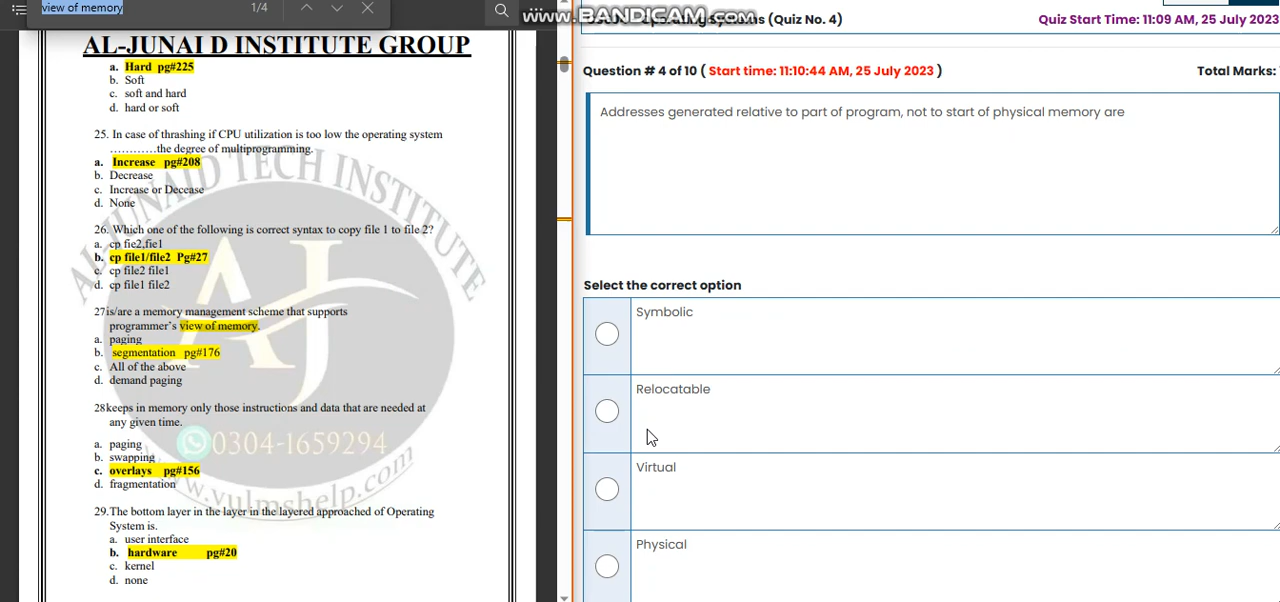 view of memory 1/4
AL-JUNAI D INSTITUTE GROUP
a. Hard pg#225
b. Soft
c. soft and hard
d. hard or soft
25. In case of thrashing if CPU utilization is too low the operating system
…………the degree of multiprogramming.
a. Increase pg#208
b. Decrease
c. Increase or Decease
d. None
26. Which one of the following is correct syntax to copy file 1 to file 2?
a. cp fie2,fie1
b. cp file1/file2 Pg#27
c. cp file2 file1
d. cp file1 file2
27is/are a memory management scheme that supports
programmer's view of memory.
a. paging
b. segmentation pg#176
c. All of the above
d. demand paging
28keeps in memory only those instructions and data that are needed at
any given time.
a. paging
b. swapping
c. overlays pg#156
d. fragmentation
29.The bottom layer in the layer in the layered approached of Operating
System is.
a. user interface
b. hardware pg#20
c. kernel
d. none
AL-JUNAID TECH INSTITUTE
AJ
0304-1659294
www.vulmshelp.com
www.BANDICAM.com
(Quiz No. 4)
Quiz Start Time: 11:09 AM, 25 July 2023
Question # 4 of 10 ( Start time: 11:10:44 AM, 25 July 2023 )
Total Marks:
Addresses generated relative to part of program, not to start of physical memory are
Select the correct option
Symbolic
Relocatable
Virtual
Physical